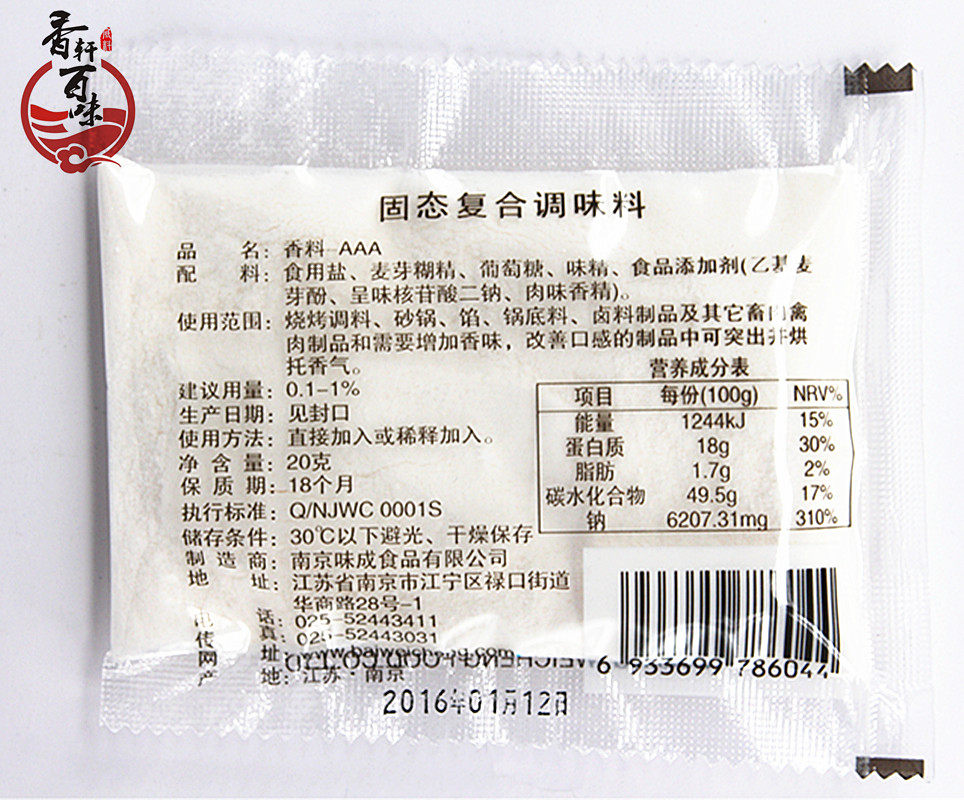 香轩百味
固态复合调味料
品 名：香料-AAA
配 料：食用盐、麦芽糊精、葡萄糖、味精、食品添加剂(乙基麦
芽酚、呈味核苷酸二钠、肉味香精)。
使用范围：烧烤调料、砂锅、馅、锅底料、卤料制品及其它畜肉禽
肉制品和需要增加香味，改善口感的制品中可突出并烘
托香气。
建议用量：0.1-1%
生产日期：见封口
使用方法：直接加入或稀释加入。
净 含 量：20克
保 质 期：18个月
执行标准：Q/NJWC 0001S
储存条件：30℃以下避光、干燥保存
制 造 商：南京味成食品有限公司
地 址：江苏省南京市江宁区禄口街道
华商路28号-1
电 话：025-52443411
传 真：025-52443031
网 址：
产 地：江苏·南京
营养成分表
项目 每份(100g) NRV%
能量 1244kJ 15%
蛋白质 18g 30%
脂肪 1.7g 2%
碳水化合物 49.5g 17%
钠 6207.31mg 310%
6 933699 786044
2016年01月12日